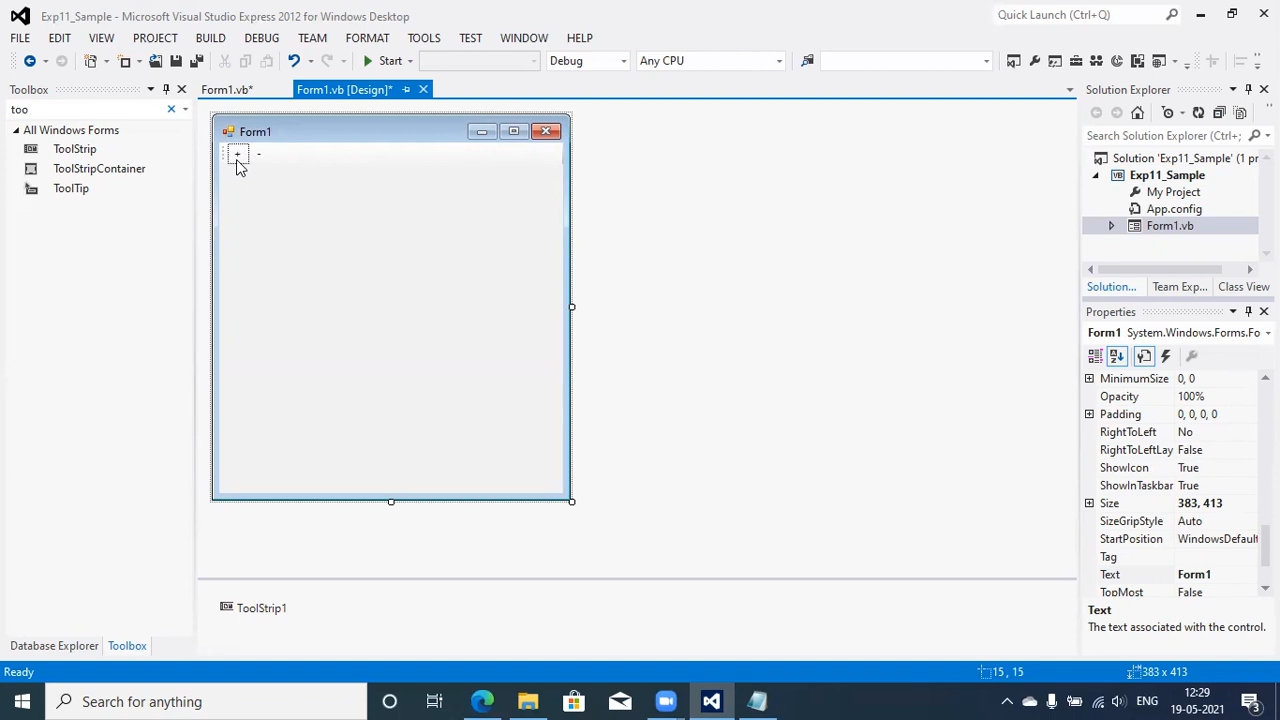 Exp11_Sample - Microsoft Visual Studio Express 2012 for Windows Desktop
Quick Launch (Ctrl+Q)
FILE EDIT VIEW PROJECT BUILD DEBUG TEAM FORMAT TOOLS TEST WINDOW HELP
Start Debug Any CPU
Toolbox
too
All Windows Forms
ToolStrip
ToolStripContainer
ToolTip
Database Explorer Toolbox
Form1.vb* Form1.vb [Design]*
Form1
+ -
ToolStrip1
Solution Explorer
Search Solution Explorer (Ctrl+;
Solution 'Exp11_Sample' (1 pr
Exp11_Sample
My Project
App.config
Form1.vb
Solution... Team Exp... Class View
Properties
Form1 System.Windows.Forms.Fo
MinimumSize 0, 0
Opacity 100%
Padding 0, 0, 0, 0
RightToLeft No
RightToLeftLay False
ShowIcon True
ShowInTaskbar True
Size 383, 413
SizeGripStyle Auto
StartPosition WindowsDefault
Tag
Text Form1
TopMost False
Text
The text associated with the control.
Ready 15 , 15 383 x 413
Search for anything
ENG 12:29
19-05-2021
3